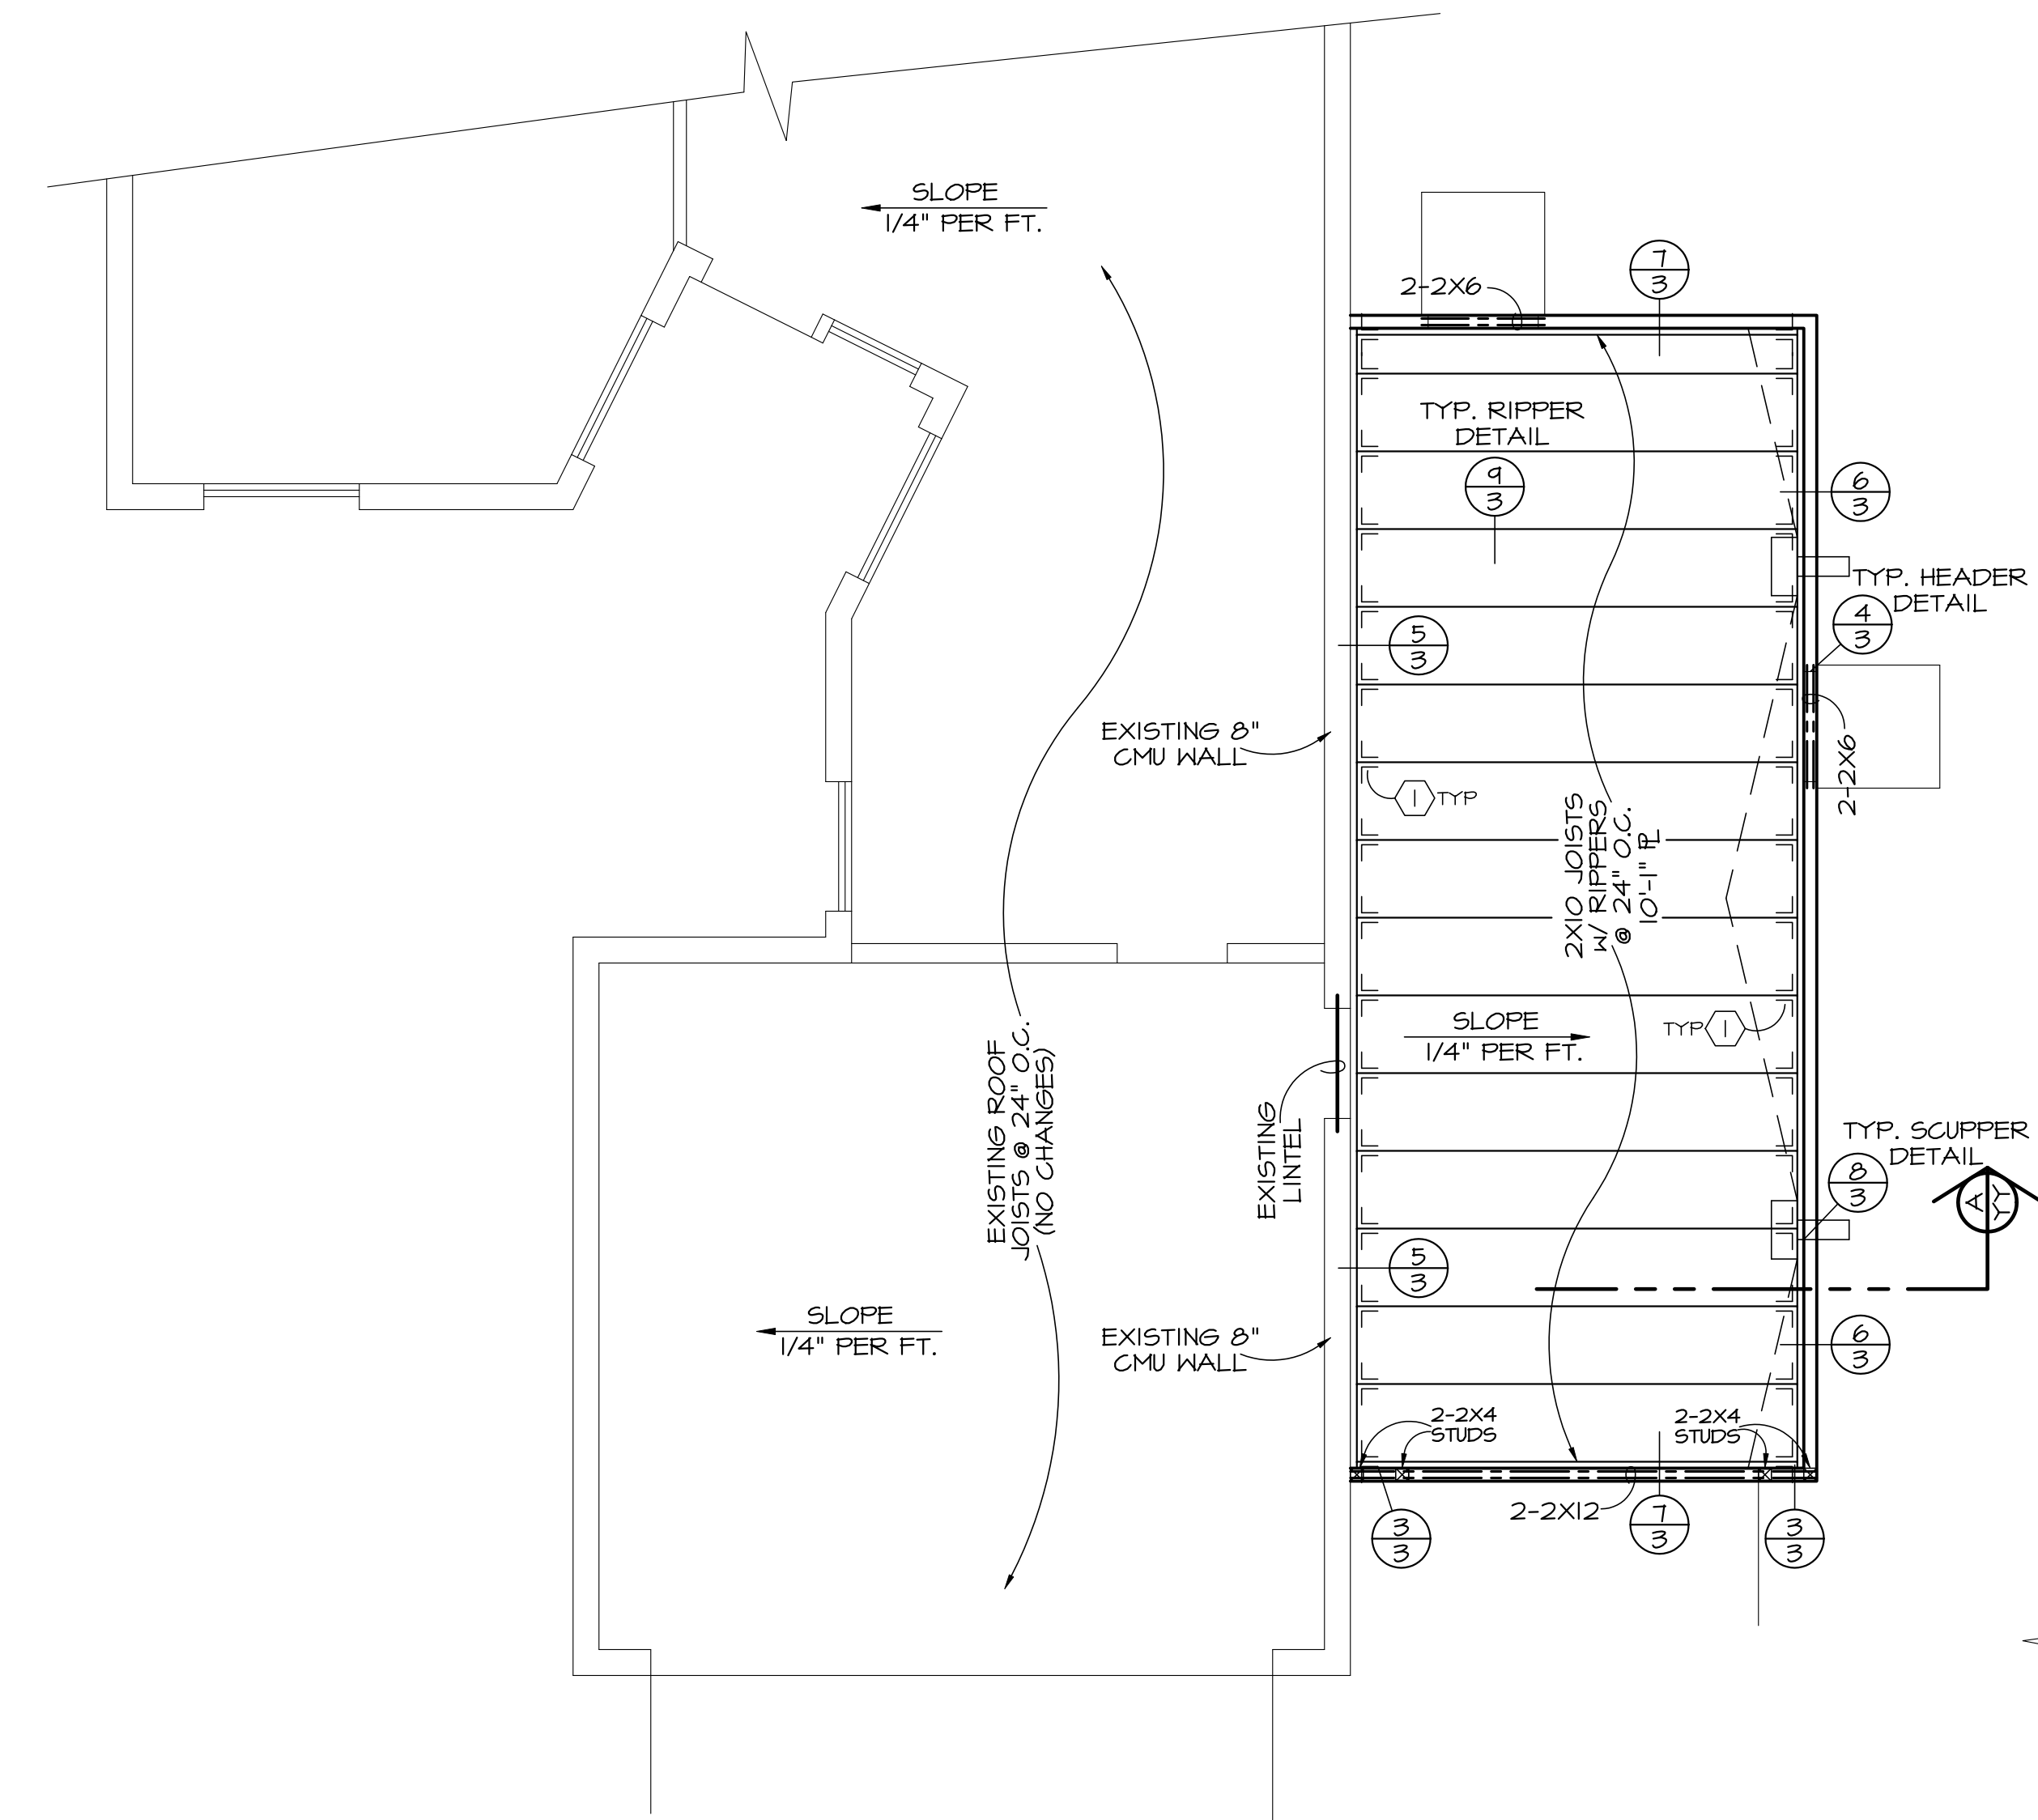 SLOPE
1/4" PER FT.
7
3
2-2X6
TYP. RIPPER
DETAIL
9
3
6
3
TYP. HEADER
DETAIL
4
3
5
3
EXISTING 8"
CMU WALL
2-2X6
1
TYP
2X10 JOISTS
W/ RIPPERS
@ 24" O.C.
10'-1" PL
SLOPE
1/4" PER FT.
TYP
1
EXISTING ROOF
JOISTS @ 24" O.C.
(NO CHANGES)
EXISTING
LINTEL
TYP. SCUPPER
DETAIL
8
3
A
Y
5
3
SLOPE
1/4" PER FT.
EXISTING 8"
CMU WALL
6
3
2-2X4
STUDS
2-2X4
STUDS
2-2X12
3
3
7
3
3
3